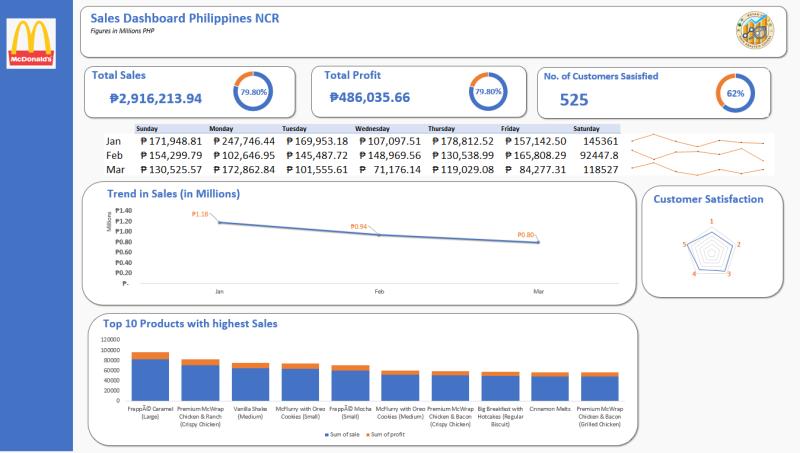 Sales Dashboard Philippines NCR
Figures in Millions PHP
McDonald's
Total Sales
₱2,916,213.94
79.80%
Total Profit
₱486,035.66
79.80%
No. of Customers Sasisfied
525
62%
Sunday Monday Tuesday Wednesday Thursday Friday Saturday
Jan ₱ 171,948.81 ₱ 247,746.44 ₱ 169,953.18 ₱ 107,097.51 ₱ 178,812.52 ₱ 157,142.50 145361
Feb ₱ 154,299.79 ₱ 102,646.95 ₱ 145,487.72 ₱ 148,969.56 ₱ 130,538.99 ₱ 165,808.29 92447.8
Mar ₱ 130,525.57 ₱ 172,862.84 ₱ 101,555.61 ₱ 71,176.14 ₱ 119,029.08 ₱ 84,277.31 118527
Trend in Sales (in Millions)
Millions
₱1.40
₱1.20
₱1.00
₱0.80
₱0.60
₱0.40
₱0.20
₱-
₱1.18
₱0.94
₱0.80
Jan Feb Mar
Customer Satisfaction
1
2
3
4
5
Top 10 Products with highest Sales
120000
100000
80000
60000
40000
20000
0
FrappÃ© Caramel (Large)
Premium McWrap Chicken & Ranch (Crispy Chicken)
Vanilla Shake (Medium)
McFlurry with Oreo Cookies (Small)
FrappÃ© Mocha (Small)
McFlurry with Oreo Cookies (Medium)
Premium McWrap Chicken & Bacon (Crispy Chicken)
Big Breakfast with Hotcakes (Regular Biscuit)
Cinnamon Melts
Premium McWrap Chicken & Bacon (Grilled Chicken)
Sum of sale Sum of profit